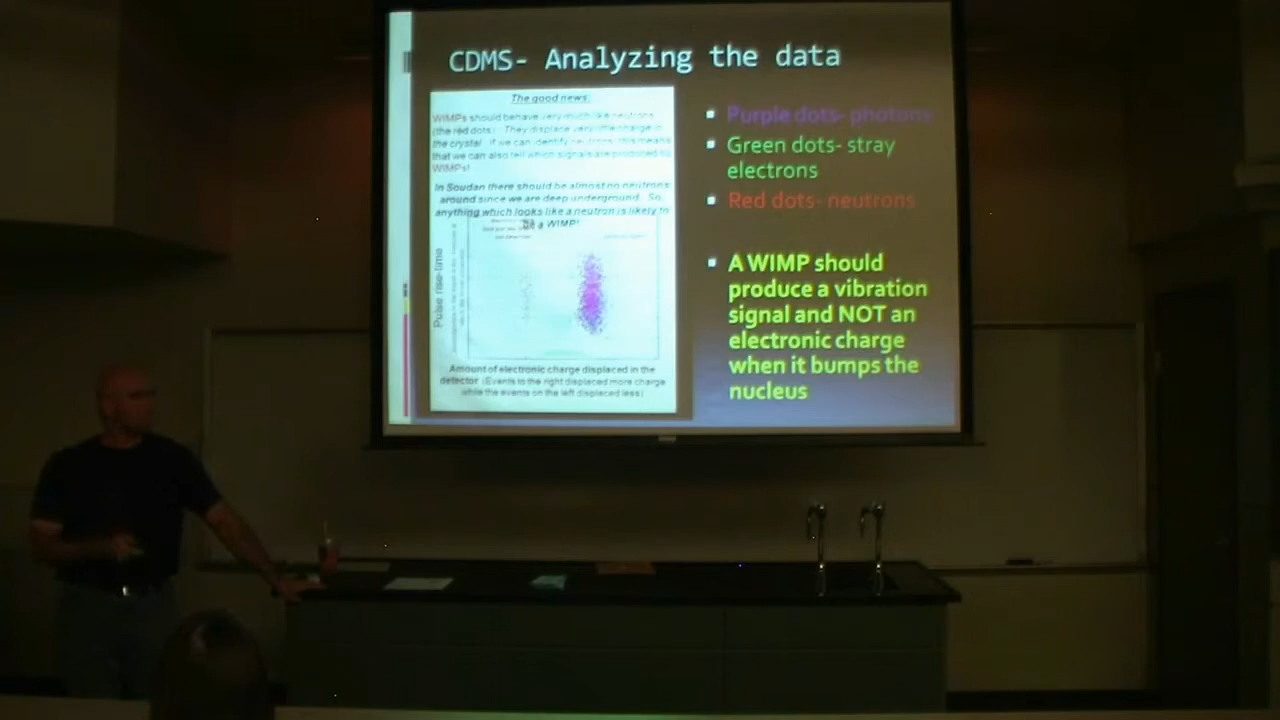 CDMS- Analyzing the data
The good news:
WIMPs should behave very much like neutrons
(the red dots). They displace very little charge in
the crystal. If we can identify neutrons, this means
that we can also tell which signals are produced by
WIMPs!
In Soudan there should be almost no neutrons
around since we are deep underground. So
anything which looks like a neutron is likely to
be a WIMP!
Pulse rise-time
Amount of electronic charge displaced in the
detector (Events to the right displaced more charge
while the events on the left displaced less)
Purple dots- photons
Green dots- stray
electrons
Red dots- neutrons
A WIMP should
produce a vibration
signal and NOT an
electronic charge
when it bumps the
nucleus